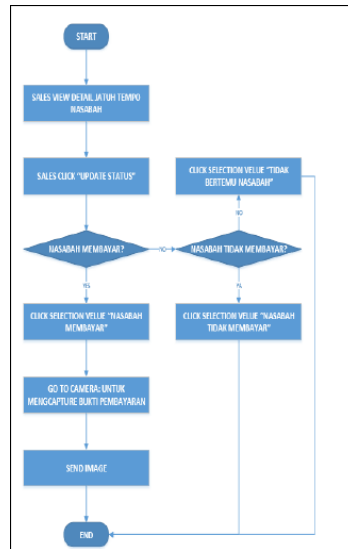 START
SALES VIEW DETAIL JATUH TEMPO
NASABAH
SALES CLICK "UPDATE STATUS"
CLICK SELECTION VELUE "TIDAK
BERTEMU NASABAH"
NO
NASABAH MEMBAYAR?
NO
NASABAH TIDAK MEMBAYAR?
YES
CLICK SELECTION VELUE "NASABAH
MEMBAYAR"
CLICK SELECTION VELUE "NASABAH
TIDAK MEMBAYAR"
GO TO CAMERA: UNTUK
MENGCAPTURE BUKTI PEMBAYARAN
SEND IMAGE
END